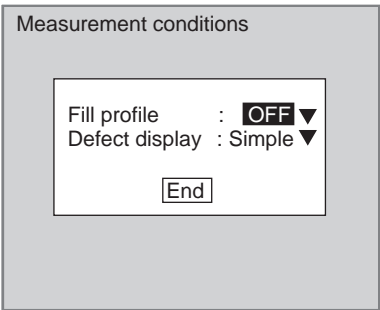 Measurement conditions
Fill profile : OFF▼
Defect display : Simple▼
End